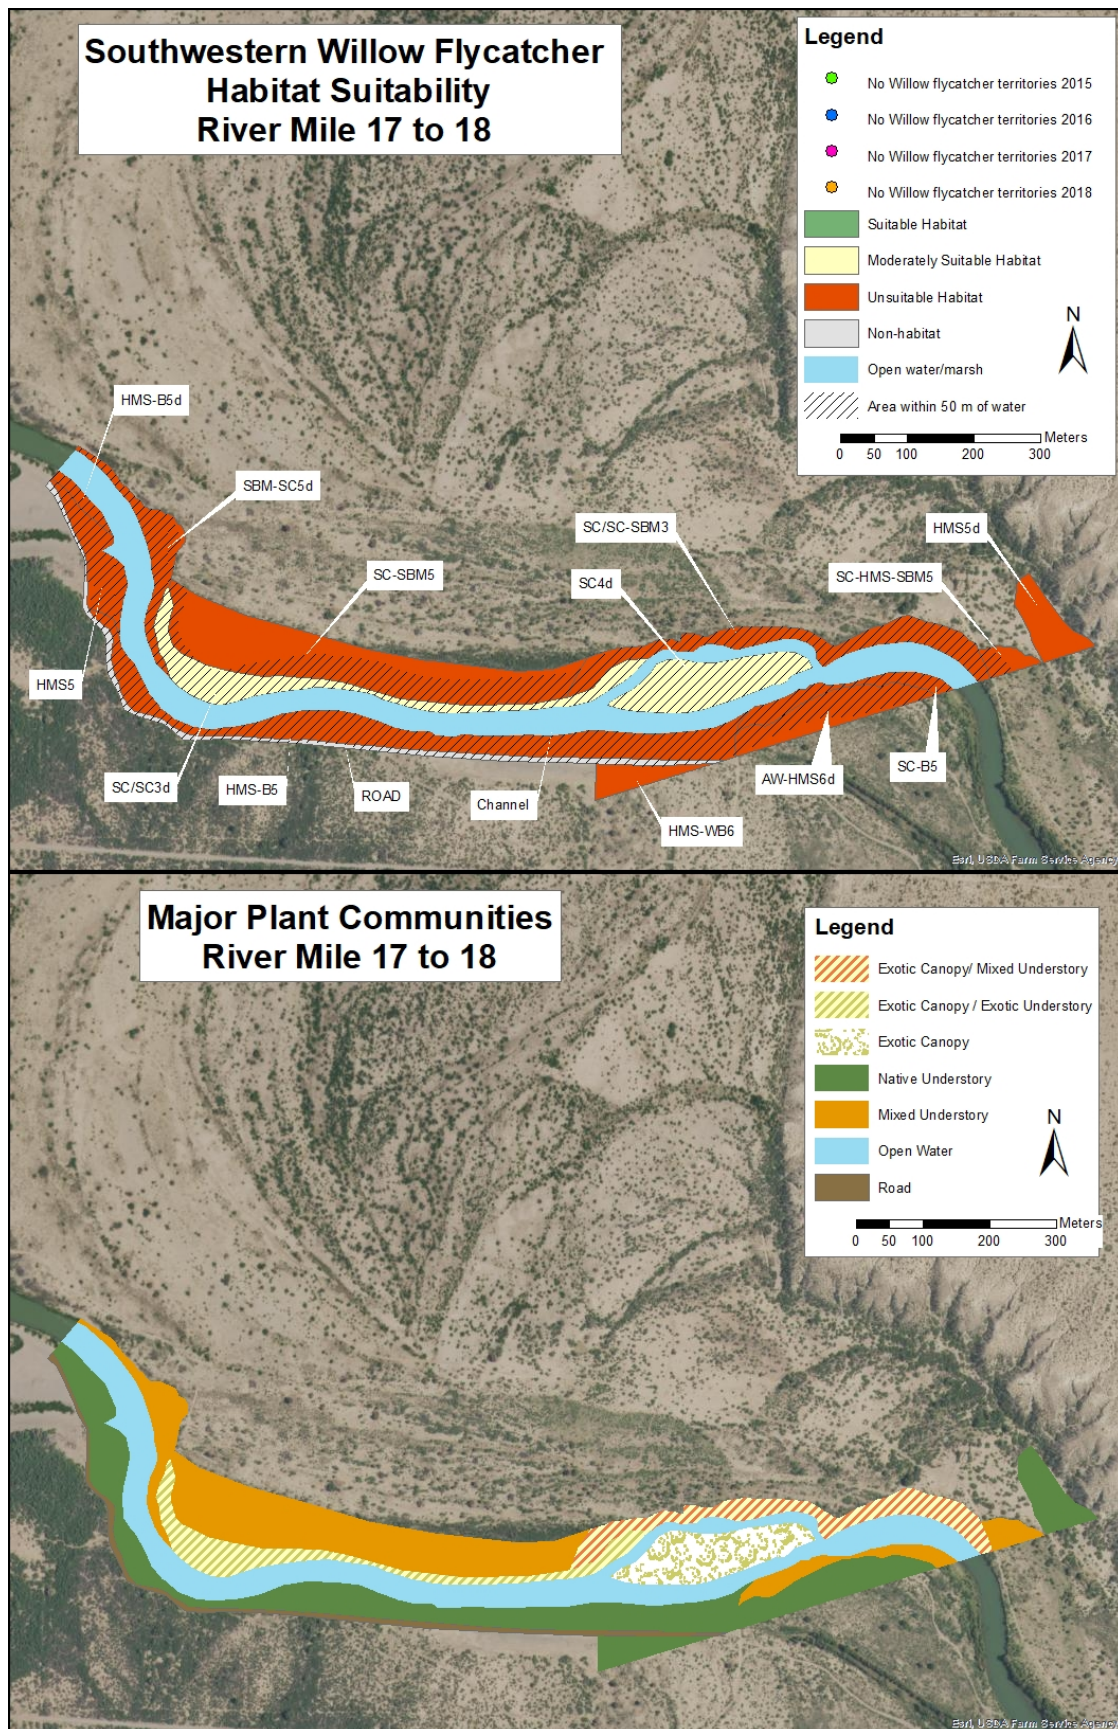 Southwestern Willow Flycatcher
Habitat Suitability
River Mile 17 to 18
Legend
No Willow flycatcher territories 2015
No Willow flycatcher territories 2016
No Willow flycatcher territories 2017
No Willow flycatcher territories 2018
Suitable Habitat
Moderately Suitable Habitat
Unsuitable Habitat
Non-habitat
Open water/marsh
Area within 50 m of water
N
Meters
0 50 100 200 300
HMS-B5d
SBM-SC5d
SC/SC-SBM3
HMS5d
SC-SBM5
SC4d
SC-HMS-SBM5
HMS5
SC/SC3d
HMS-B5
ROAD
Channel
AW-HMS6d
SC-B5
HMS-WB6
Esri, USDA Farm Service Agency
Major Plant Communities
River Mile 17 to 18
Legend
Exotic Canopy/ Mixed Understory
Exotic Canopy / Exotic Understory
Exotic Canopy
Native Understory
Mixed Understory
Open Water
Road
N
Meters
0 50 100 200 300
Esri, USDA Farm Service Agency